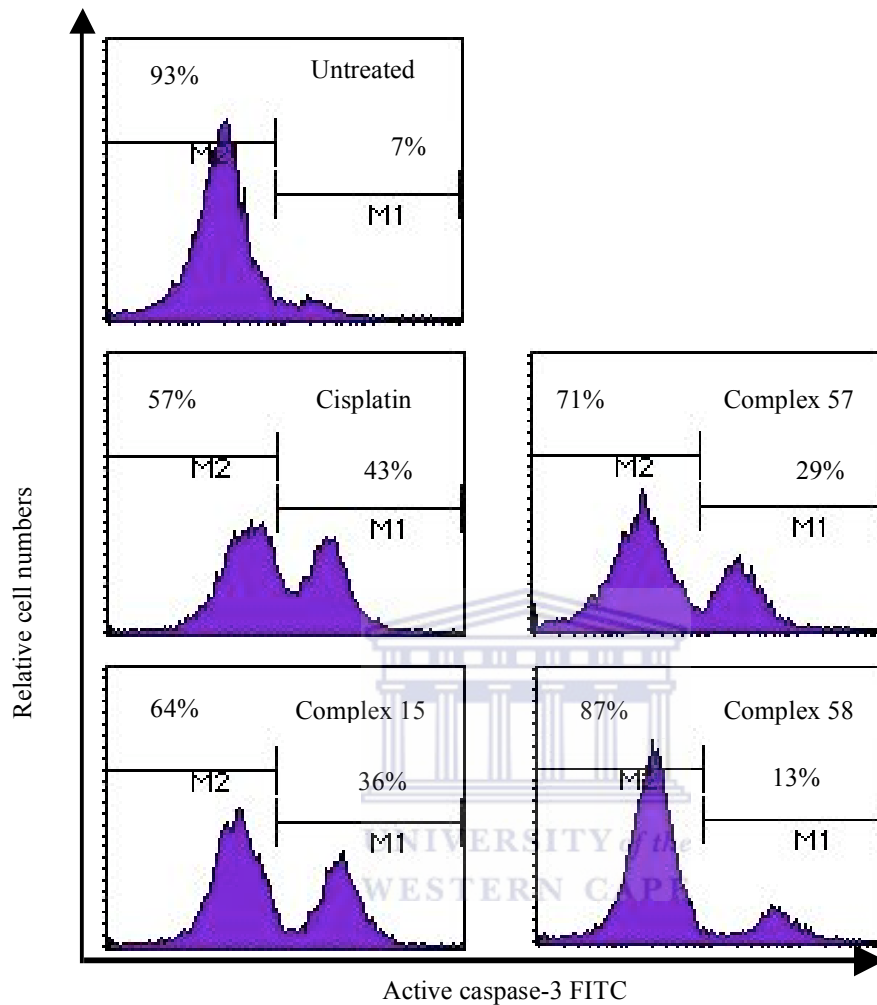 93%
Untreated
7%
M2
M1
57%
Cisplatin
43%
M2
M1
71%
Complex 57
29%
M2
M1
64%
Complex 15
36%
M2
M1
87%
Complex 58
13%
M2
M1
UNIVERSITY of the
WESTERN CAPE
Relative cell numbers
Active caspase-3 FITC